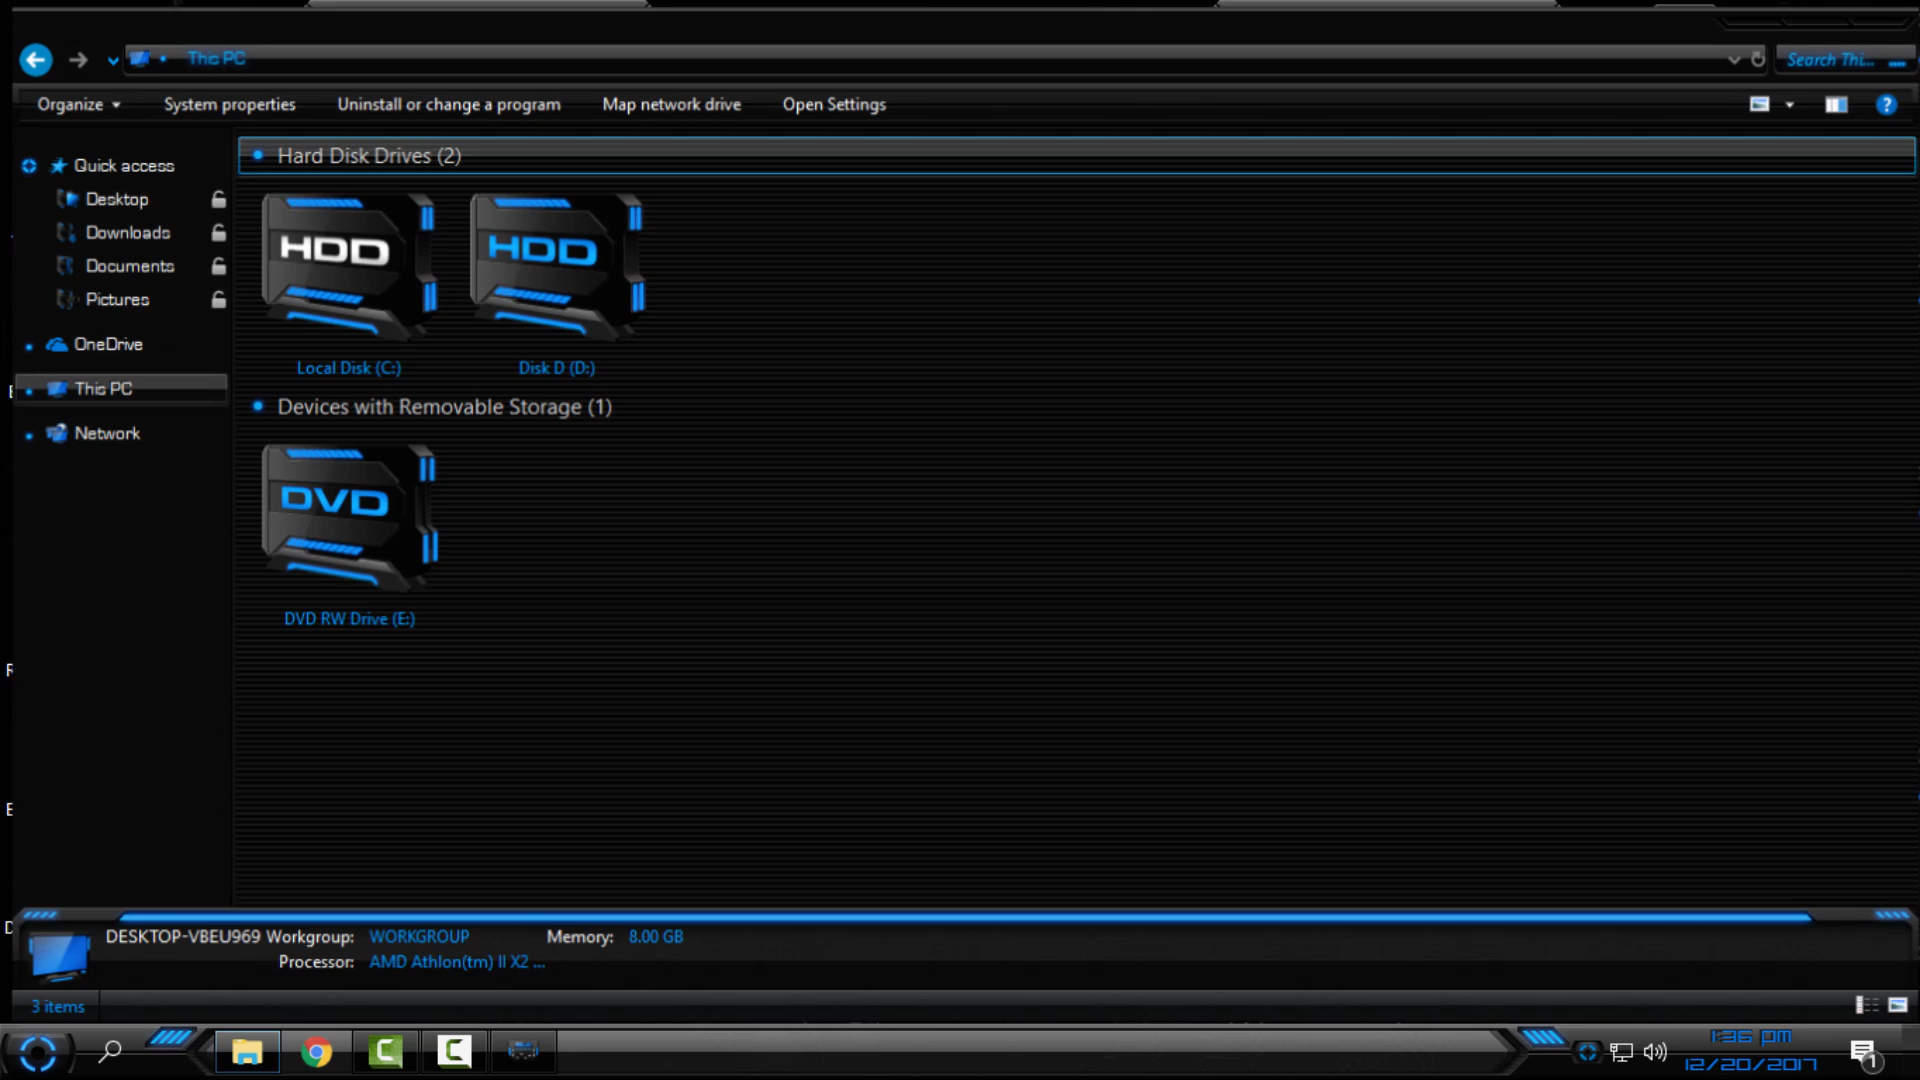 This PC
Search Thi...
Organize
System properties
Uninstall or change a program
Map network drive
Open Settings
?
Hard Disk Drives (2)
Quick access
Desktop
Downloads
Documents
Pictures
OneDrive
This PC
Network
HDD
HDD
Local Disk (C:)
Disk D (D:)
Devices with Removable Storage (1)
DVD
DVD RW Drive (E:)
DESKTOP-VBEU969 Workgroup: WORKGROUP Memory: 8.00 GB
Processor: AMD Athlon(tm) II X2 ...
3 items
1:36 pm
12/20/2017
1